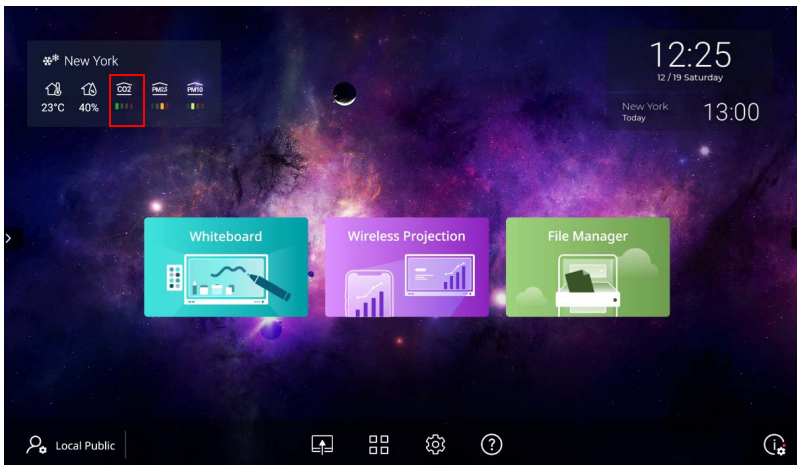 New York
CO2 PM2.5 PM10
23°C 40%
12:25
12 / 19 Saturday
New York
Today
13:00
Whiteboard
Wireless Projection
File Manager
Local Public